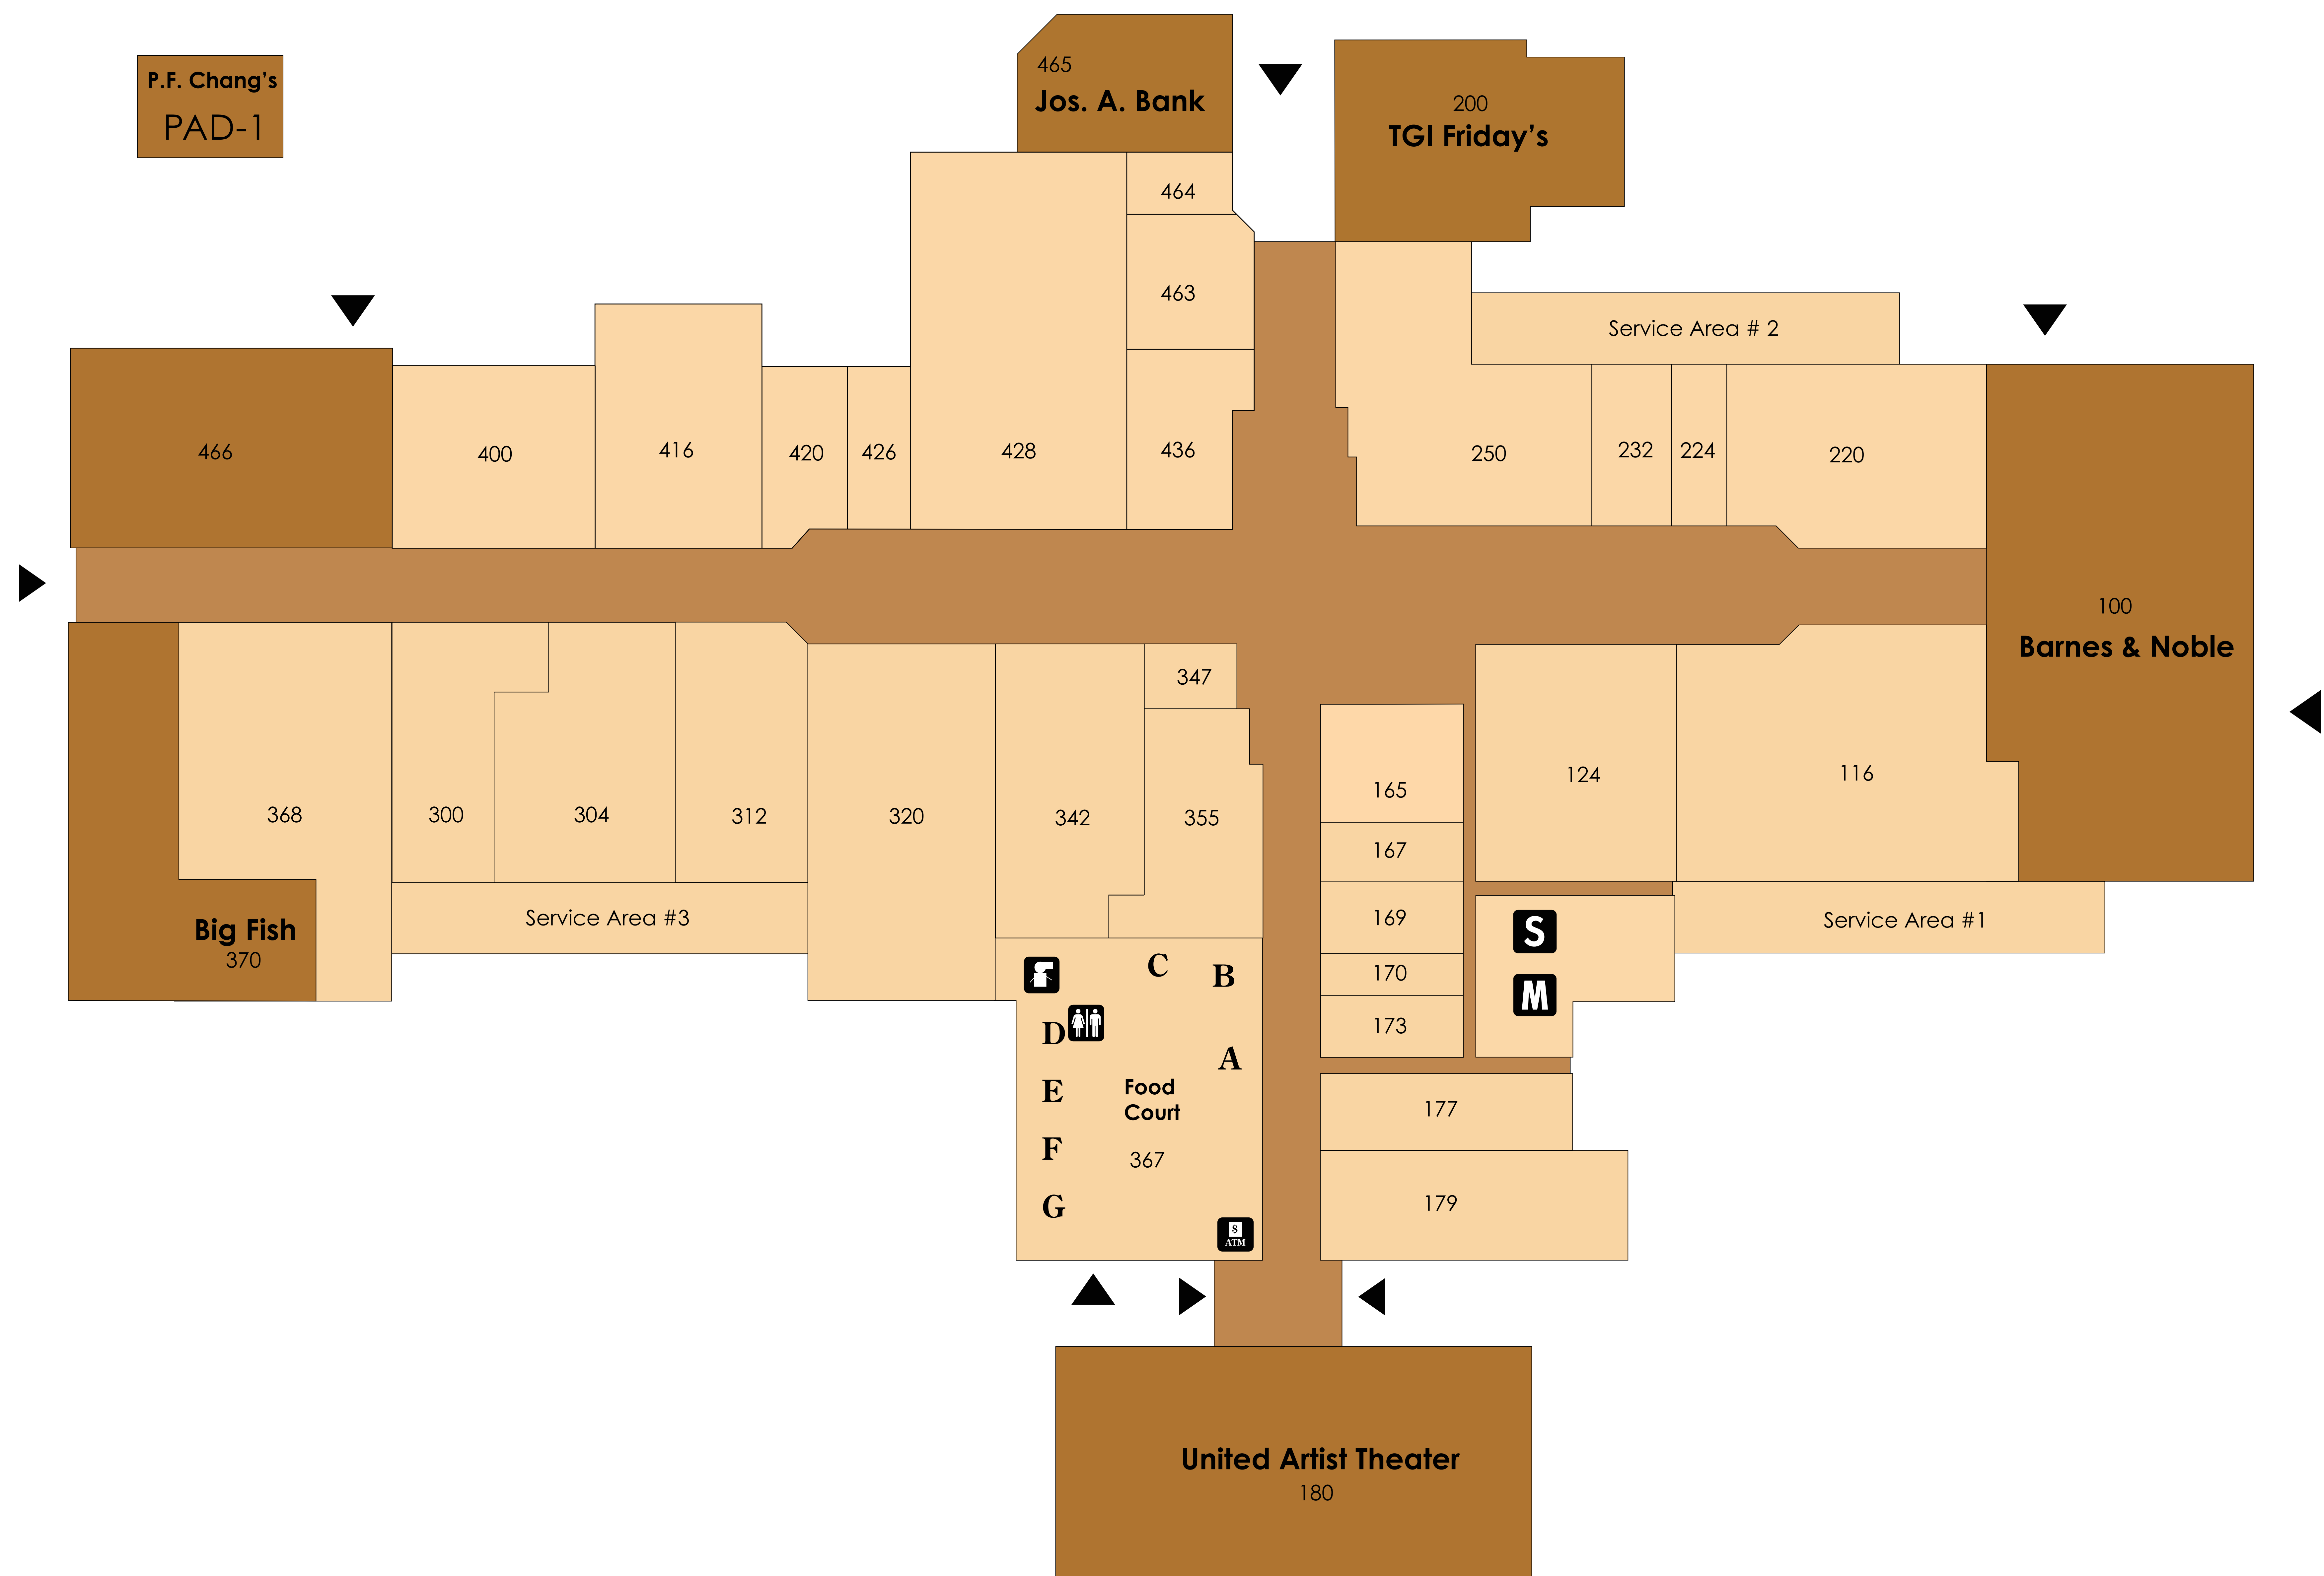 465
Jos. A. Bank
P.F. Chang's
PAD-1
200
TGI Friday's
464
463
Service Area # 2
466
400
416
420
426
428
436
250
232
224
220
100
Barnes & Noble
347
368
300
304
312
320
342
355
165
167
169
170
173
124
116
Big Fish
370
Service Area #3
Service Area #1
S
M
C
B
D
A
E
F
G
Food
Court
367
§
ATM
177
179
United Artist Theater
180